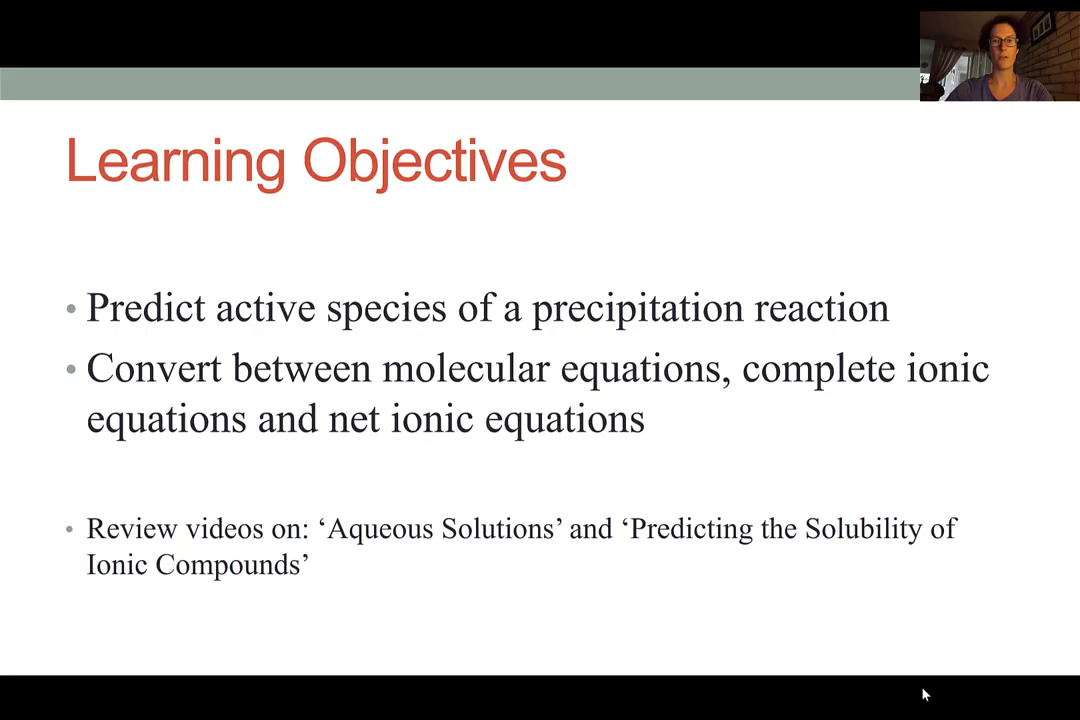 Learning Objectives
• Predict active species of a precipitation reaction
• Convert between molecular equations, complete ionic
equations and net ionic equations
• Review videos on: ‘Aqueous Solutions’ and ‘Predicting the Solubility of
Ionic Compounds’